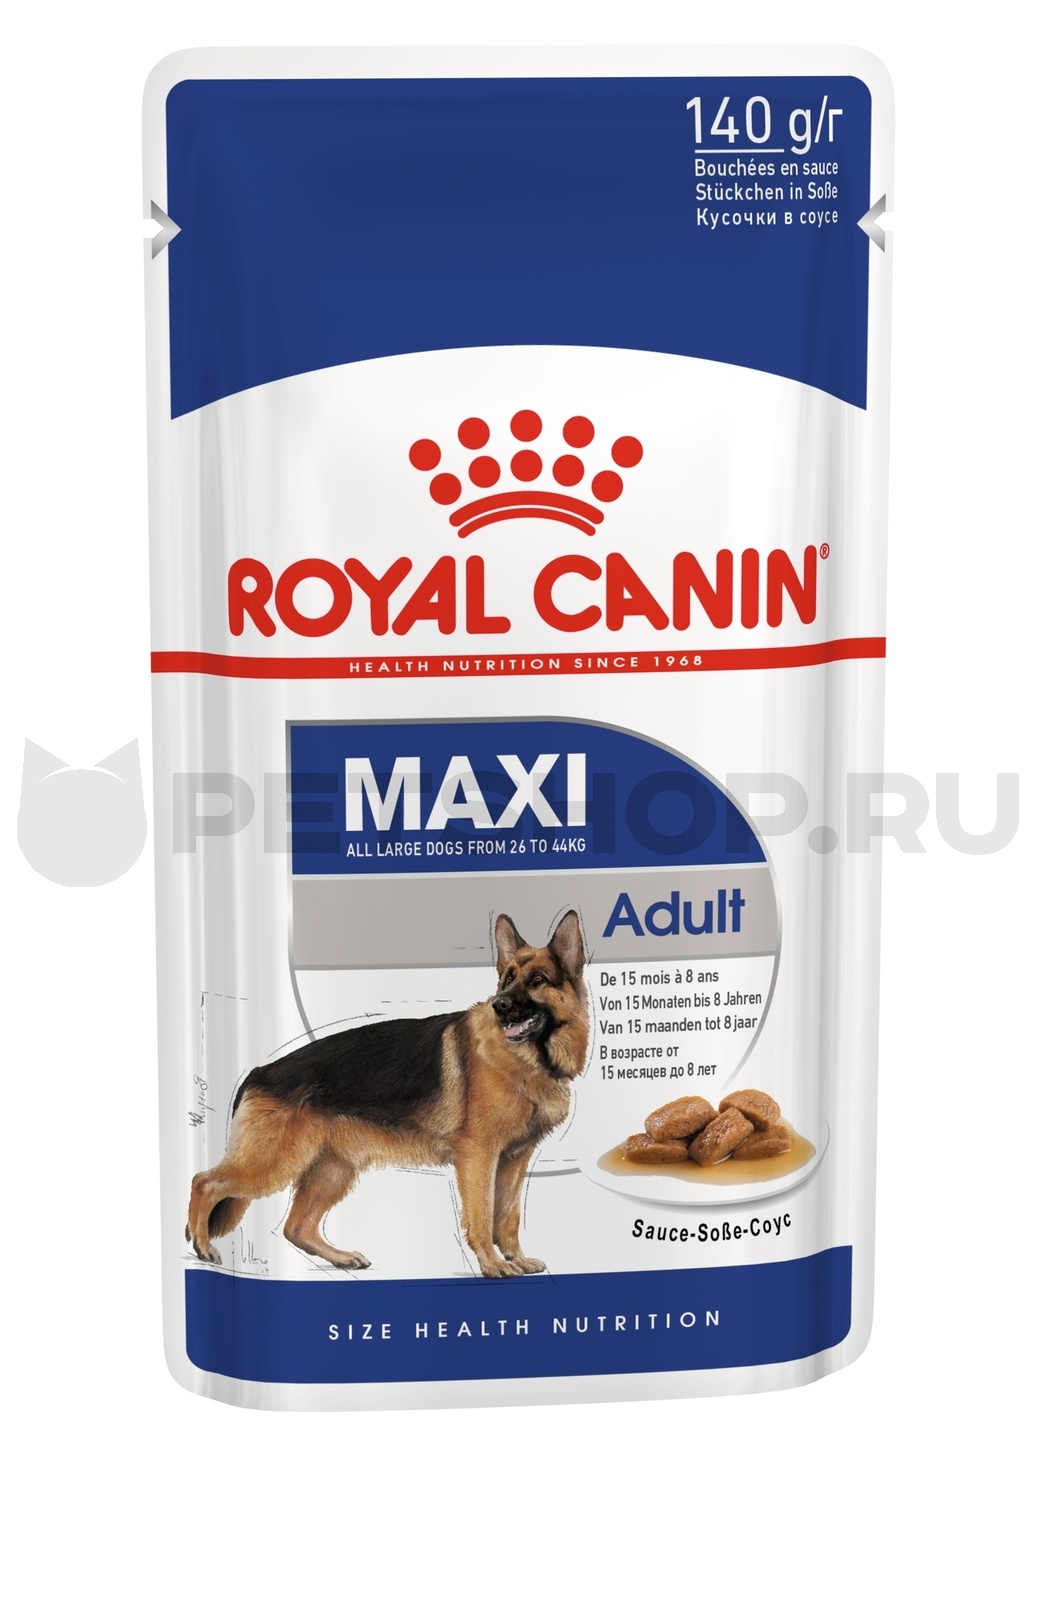 140 g/г
Bouchées en sauce
Stückchen in Soße
Кусочки в соусе
ROYAL CANIN®
HEALTH NUTRITION SINCE 1968
MAXI
ALL LARGE DOGS FROM 26 TO 44KG
PETSHOP.RU
Adult
De 15 mois à 8 ans
Von 15 Monaten bis 8 Jahren
Van 15 maanden tot 8 jaar
В возрасте от
15 месяцев до 8 лет
Sauce-Soße-Соус
SIZE HEALTH NUTRITION